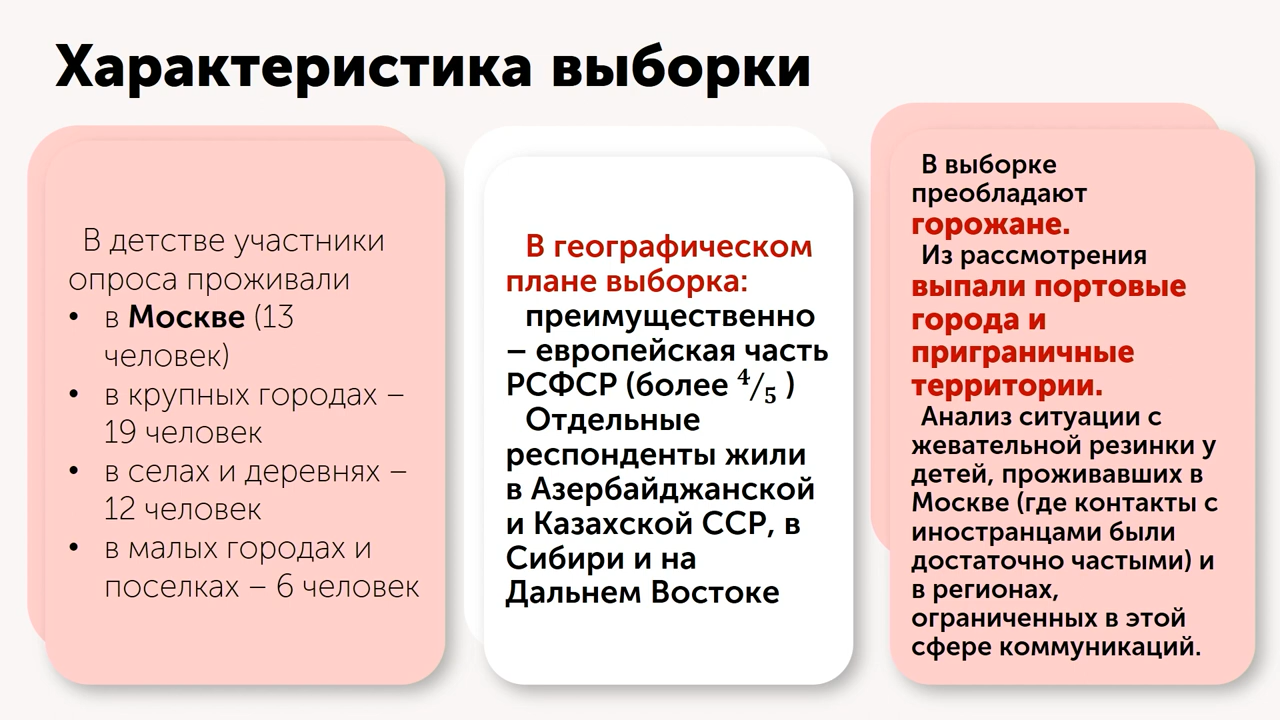 Характеристика выборки
В детстве участники
опроса проживали
• в Москве (13
человек)
• в крупных городах –
19 человек
• в селах и деревнях –
12 человек
• в малых городах и
поселках – 6 человек
В географическом
плане выборка:
преимущественно
– европейская часть
РСФСР (более 4/5 )
Отдельные
респонденты жили
в Азербайджанской
и Казахской ССР, в
Сибири и на
Дальнем Востоке
В выборке
преобладают
горожане.
Из рассмотрения
выпали портовые
города и
приграничные
территории.
Анализ ситуации с
жевательной резинки у
детей, проживавших в
Москве (где контакты с
иностранцами были
достаточно частыми) и
в регионах,
ограниченных в этой
сфере коммуникаций.